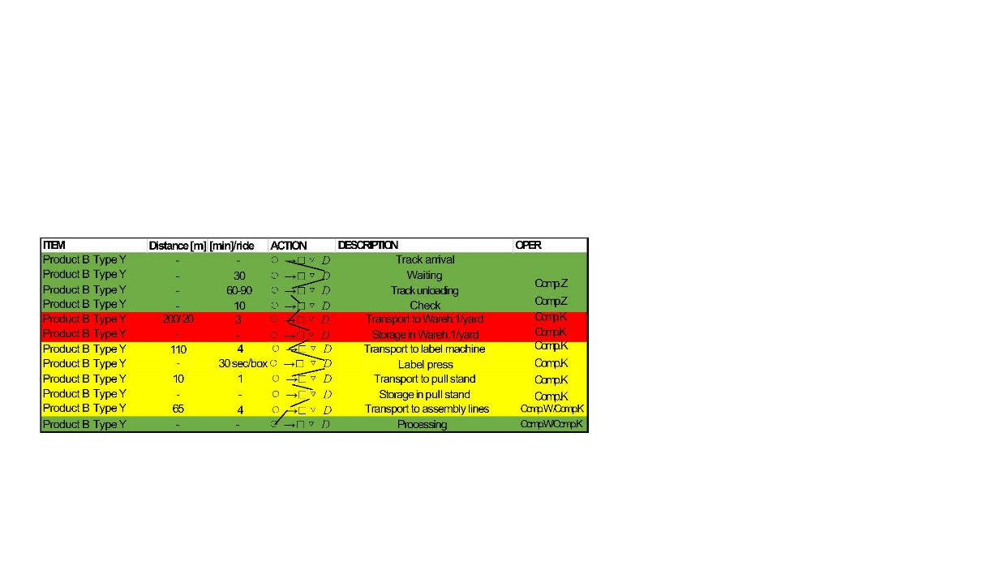 ITEM Distance [m] [min]/ride ACTION DESCRIPTION OPER
Product B Type Y - - ○ →□ ▿ D Track arrival
Product B Type Y - 30 ○ →□ ▿ D Waiting
Product B Type Y - 60-90 ○ →□ ▿ D Track unloading Comp.Z
Product B Type Y - 10 ○ →□ ▿ D Check Comp.Z
Product B Type Y 200/20 3 ○ →□ ▿ D Transport to Wareh.1/yard Comp.K
Product B Type Y - - ○ →□ ▿ D Storage in Wareh.1/yard Comp.K
Product B Type Y 110 4 ○ →□ ▿ D Transport to label machine Comp.K
Product B Type Y - 30 sec/box ○ →□ ▿ D Label press Comp.K
Product B Type Y 10 1 ○ →□ ▿ D Transport to pull stand Comp.K
Product B Type Y - - ○ →□ ▿ D Storage in pull stand Comp.K
Product B Type Y 65 4 ○ →□ ▿ D Transport to assembly lines Comp.W/Comp.K
Product B Type Y - - ○ →□ ▿ D Processing Comp.W/Comp.K